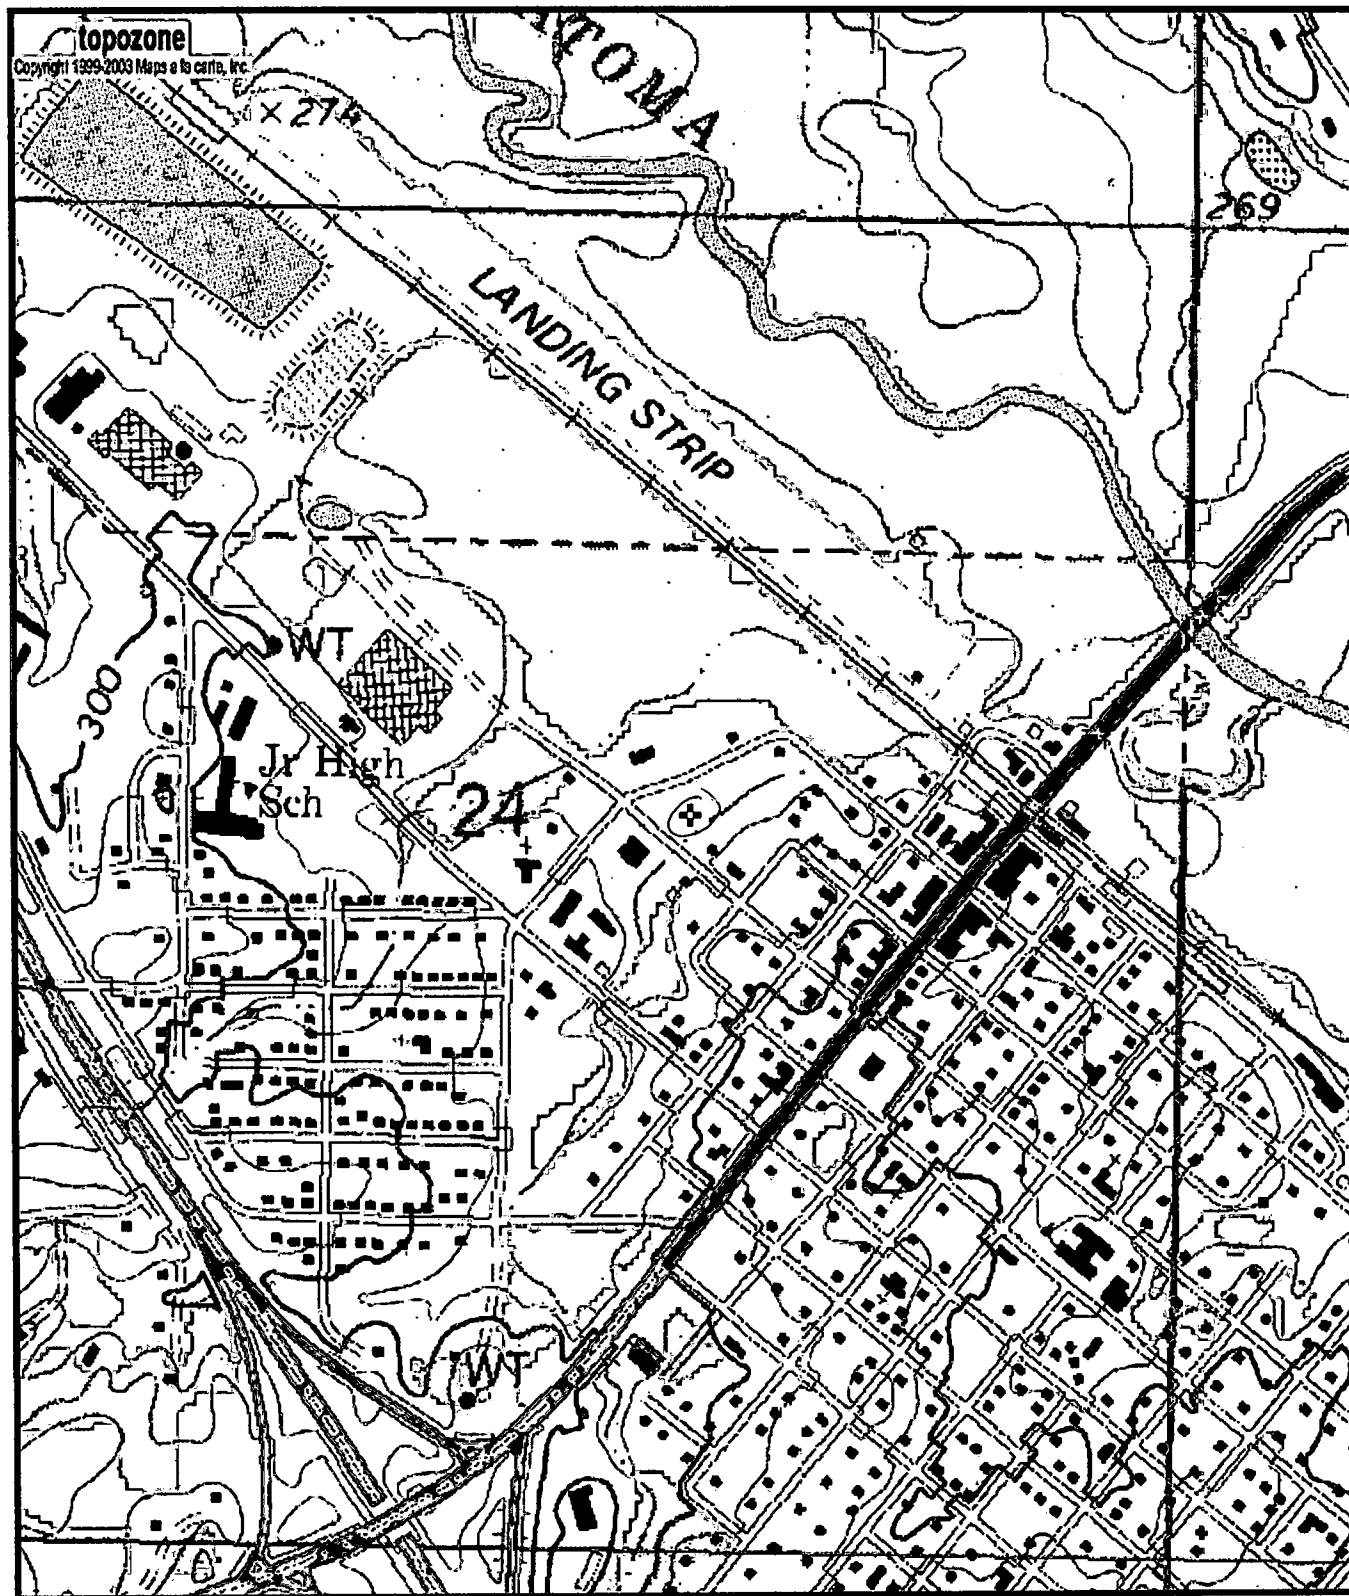 topozone
Copyright 1999-2003 Maps a la carte, Inc.
ATOMA
× 274
269
LANDING STRIP
WT
300
Jr High
Sch
24
WT